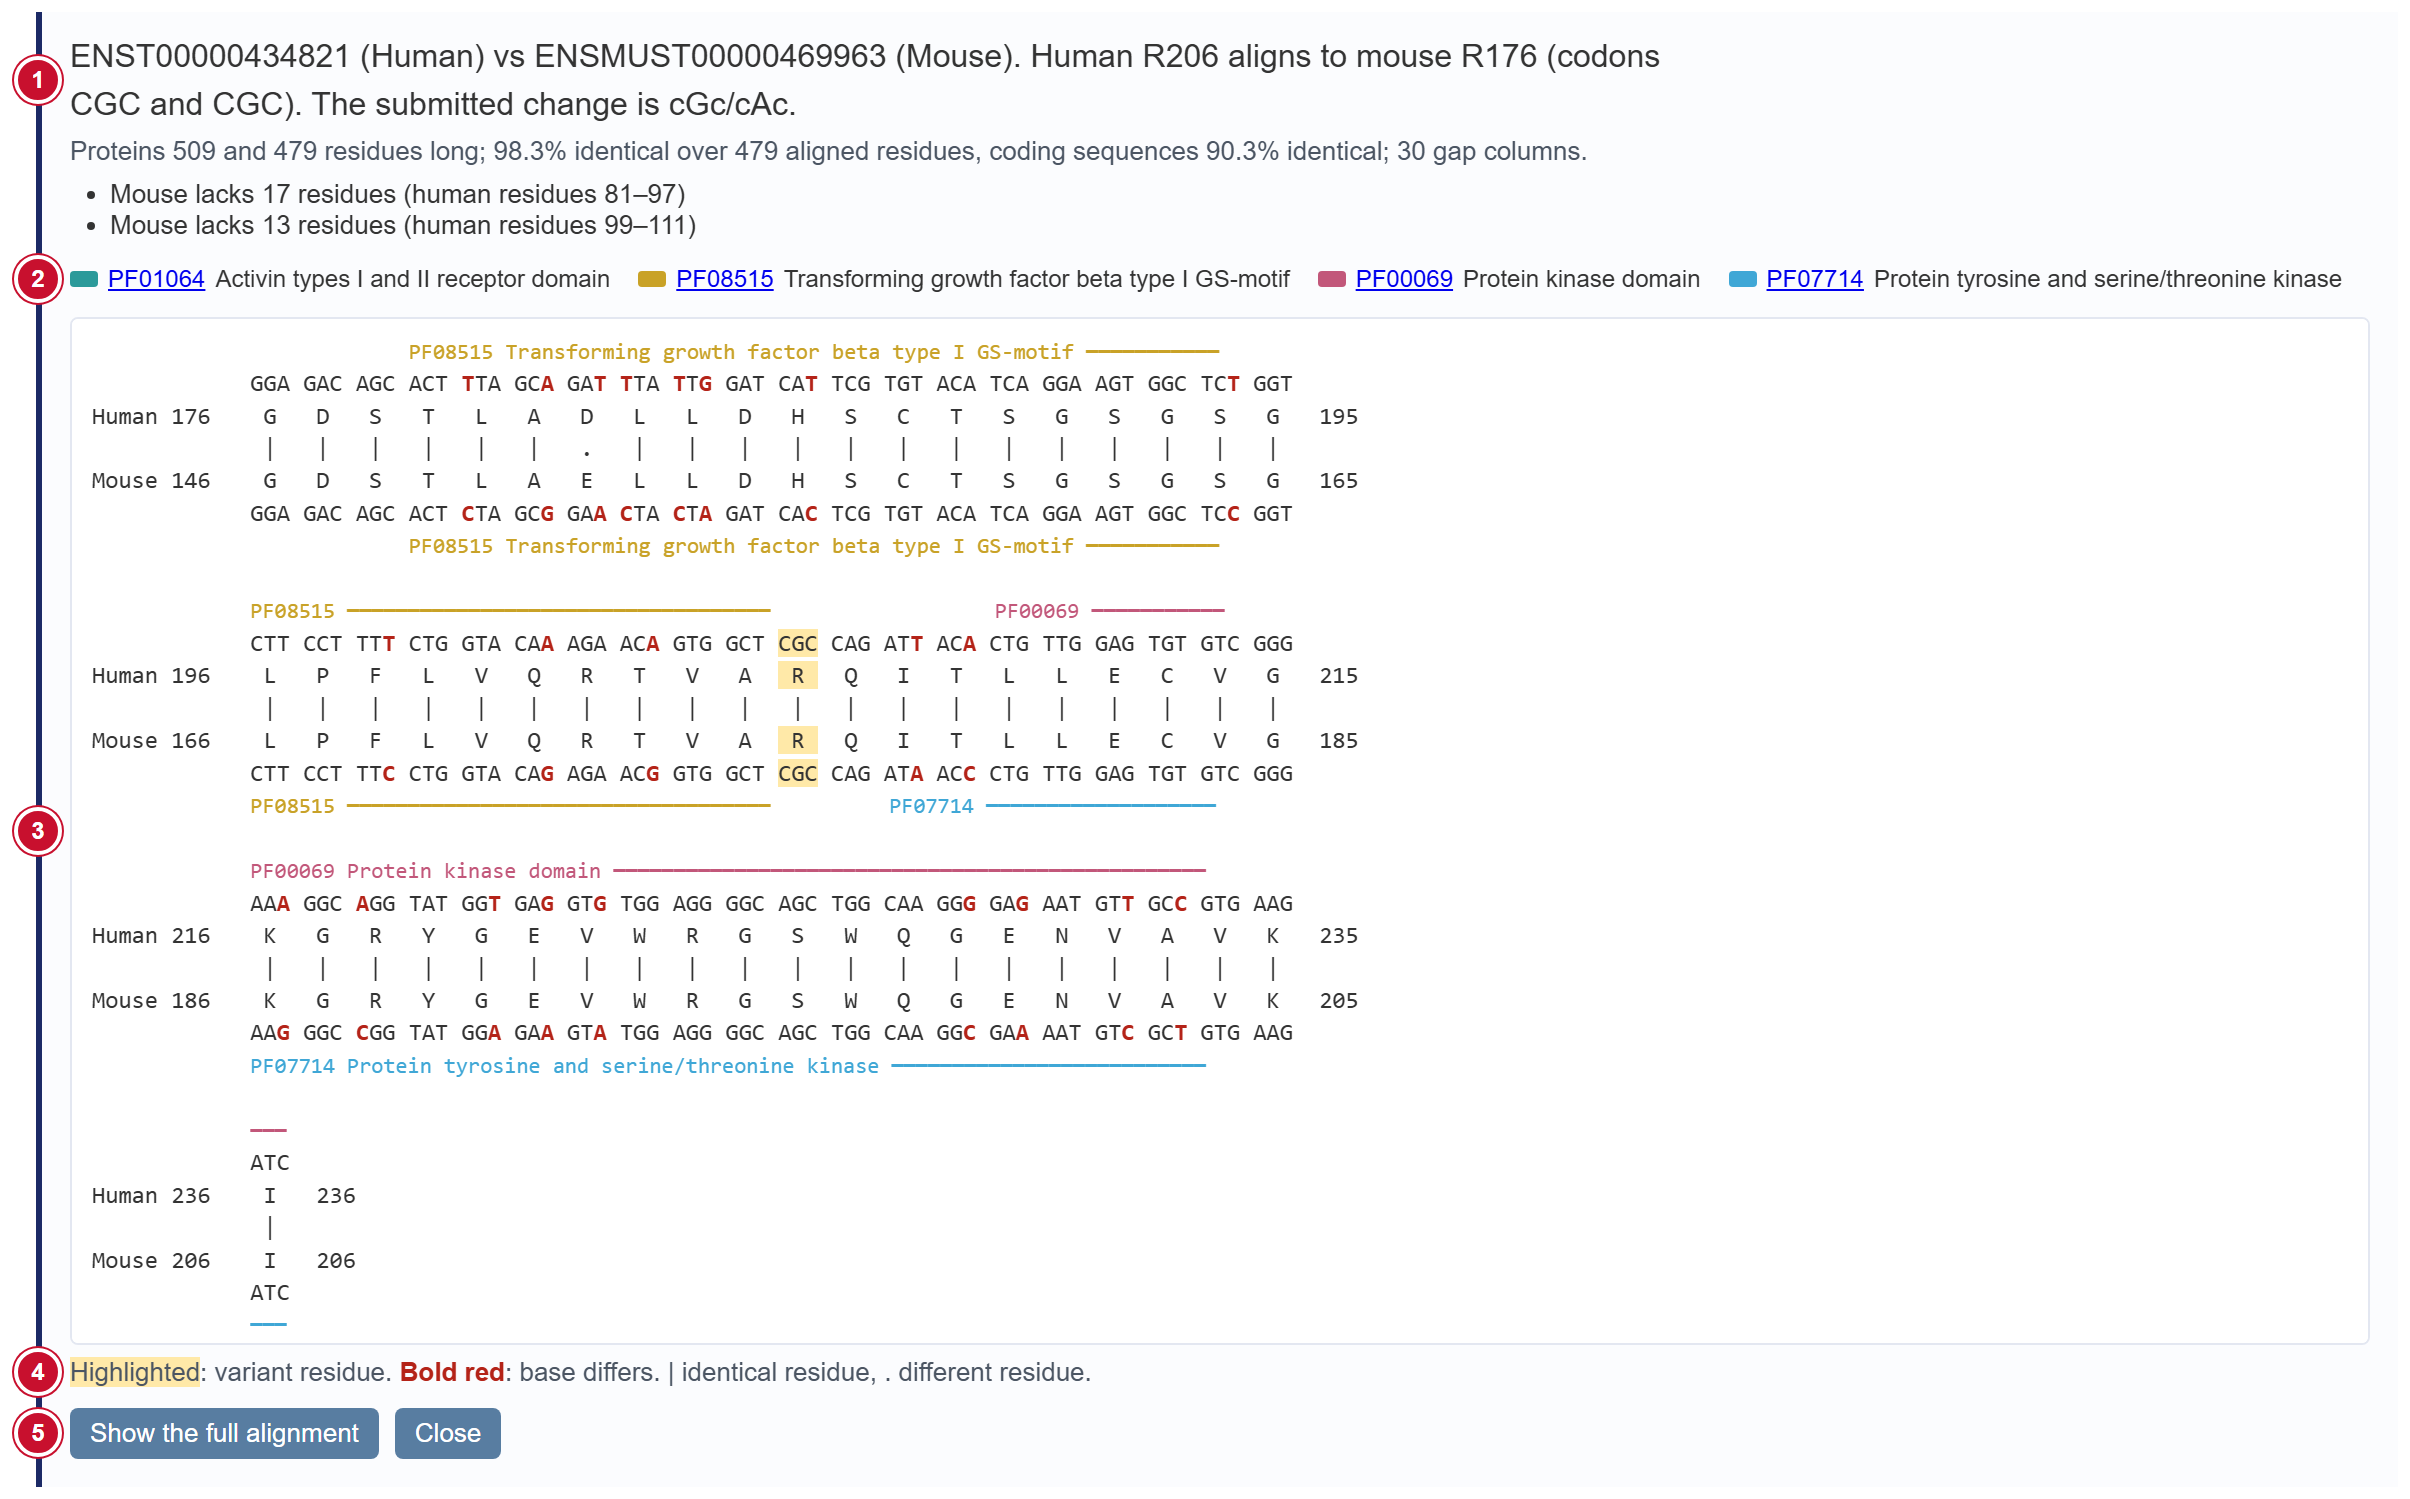 1
ENST00000434821 (Human) vs ENSMUST00000469963 (Mouse). Human R206 aligns to mouse R176 (codons
CGC and CGC). The submitted change is cGc/cAc.
Proteins 509 and 479 residues long; 98.3% identical over 479 aligned residues, coding sequences 90.3% identical; 30 gap columns.
• Mouse lacks 17 residues (human residues 81–97)
• Mouse lacks 13 residues (human residues 99–111)
2
PF01064 Activin types I and II receptor domain PF08515 Transforming growth factor beta type I GS-motif PF00069 Protein kinase domain PF07714 Protein tyrosine and serine/threonine kinase
PF08515 Transforming growth factor beta type I GS-motif
GGA GAC AGC ACT TTA GCA GAT TTA TTG GAT CAT TCG TGT ACA TCA GGA AGT GGC TCT GGT
Human 176 G D S T L A D L L D H S C T S G S G S G 195
| | | | | | . | | | | | | | | | | | | |
Mouse 146 G D S T L A E L L D H S C T S G S G S G 165
GGA GAC AGC ACT CTA GCG GAA CTA CTA GAT CAC TCG TGT ACA TCA GGA AGT GGC TCC GGT
PF08515 Transforming growth factor beta type I GS-motif
PF08515 PF00069
CTT CCT TTT CTG GTA CAA AGA ACA GTG GCT CGC CAG ATT ACA CTG TTG GAG TGT GTC GGG
Human 196 L P F L V Q R T V A R Q I T L L E C V G 215
| | | | | | | | | | | | | | | | | | | |
Mouse 166 L P F L V Q R T V A R Q I T L L E C V G 185
CTT CCT TTC CTG GTA CAG AGA ACG GTG GCT CGC CAG ATA ACC CTG TTG GAG TGT GTC GGG
PF08515 PF07714
3
PF00069 Protein kinase domain
AAA GGC AGG TAT GGT GAG GTG TGG AGG GGC AGC TGG CAA GGG GAG AAT GTT GCC GTG AAG
Human 216 K G R Y G E V W R G S W Q G E N V A V K 235
| | | | | | | | | | | | | | | | | | | |
Mouse 186 K G R Y G E V W R G S W Q G E N V A V K 205
AAG GGC CGG TAT GGA GAA GTA TGG AGG GGC AGC TGG CAA GGC GAA AAT GTC GCT GTG AAG
PF07714 Protein tyrosine and serine/threonine kinase
ATC
Human 236 I 236
|
Mouse 206 I 206
ATC
4
Highlighted: variant residue. Bold red: base differs. | identical residue, . different residue.
5
Show the full alignment Close